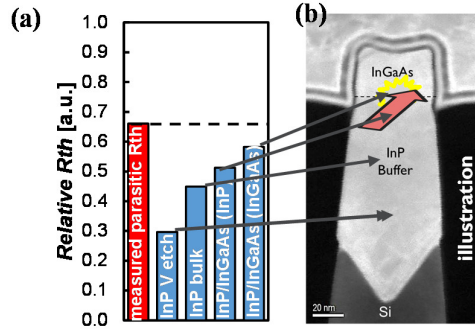 (a)
Relative Rth [a.u.]
1.0
0.9
0.8
0.7
0.6
0.5
0.4
0.3
0.2
0.1
0.0
measured parasitic Rth
InP V etch
InP bulk
InP/InGaAs (InP)
InP/InGaAs (InGaAs)
(b)
InGaAs
InP
Buffer
20 nm
Si
illustration